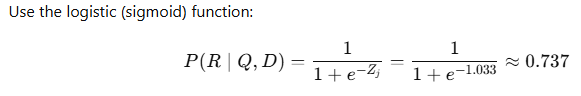 Use the logistic (sigmoid) function:
P(R | Q, D) = 1 / (1 + e^{-Z_j}) = 1 / (1 + e^{-1.033}) ≈ 0.737